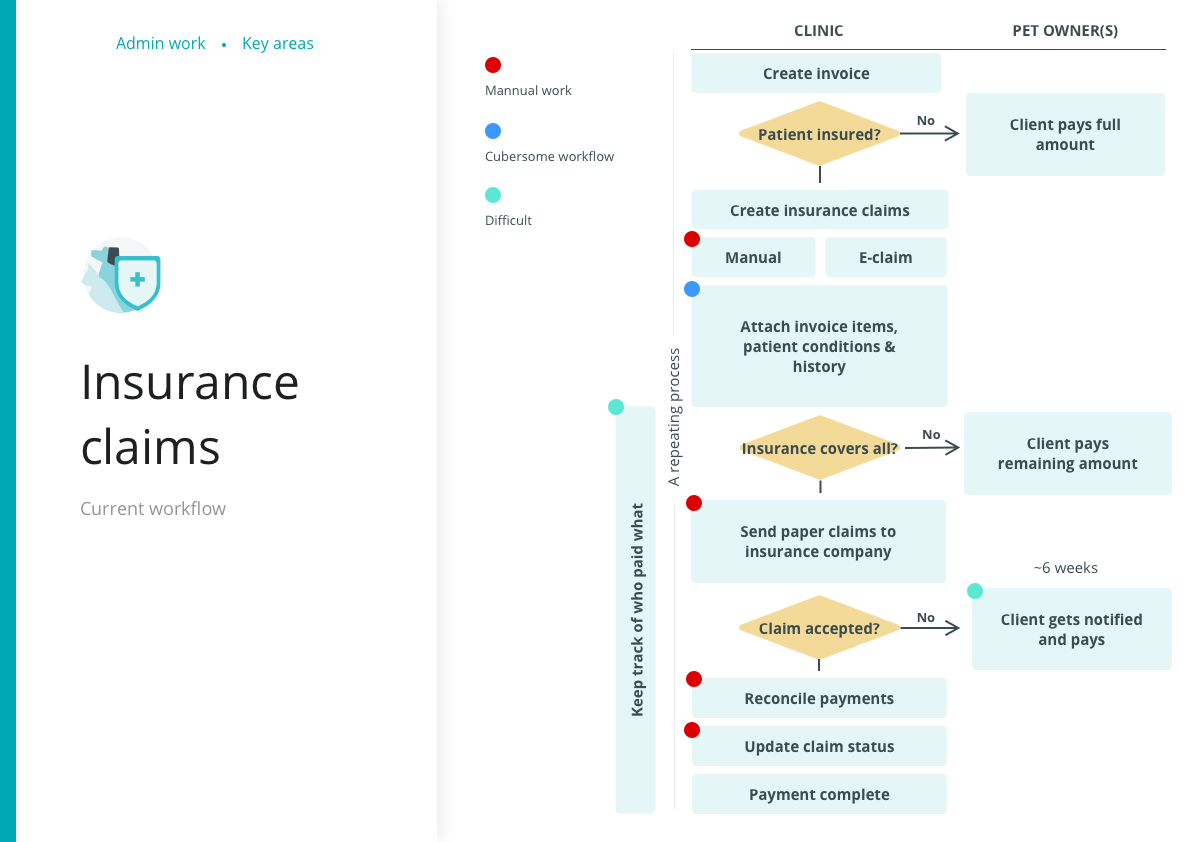 Admin work • Key areas
Insurance
claims
Current workflow
Mannual work
Cubersome workflow
Difficult
CLINIC
PET OWNER(S)
Create invoice
Patient insured?
No
Client pays full
amount
Create insurance claims
Manual
E-claim
Attach invoice items,
patient conditions &
history
A repeating process
Insurance covers all?
No
Client pays
remaining amount
Keep track of who paid what
Send paper claims to
insurance company
~6 weeks
Claim accepted?
No
Client gets notified
and pays
Reconcile payments
Update claim status
Payment complete